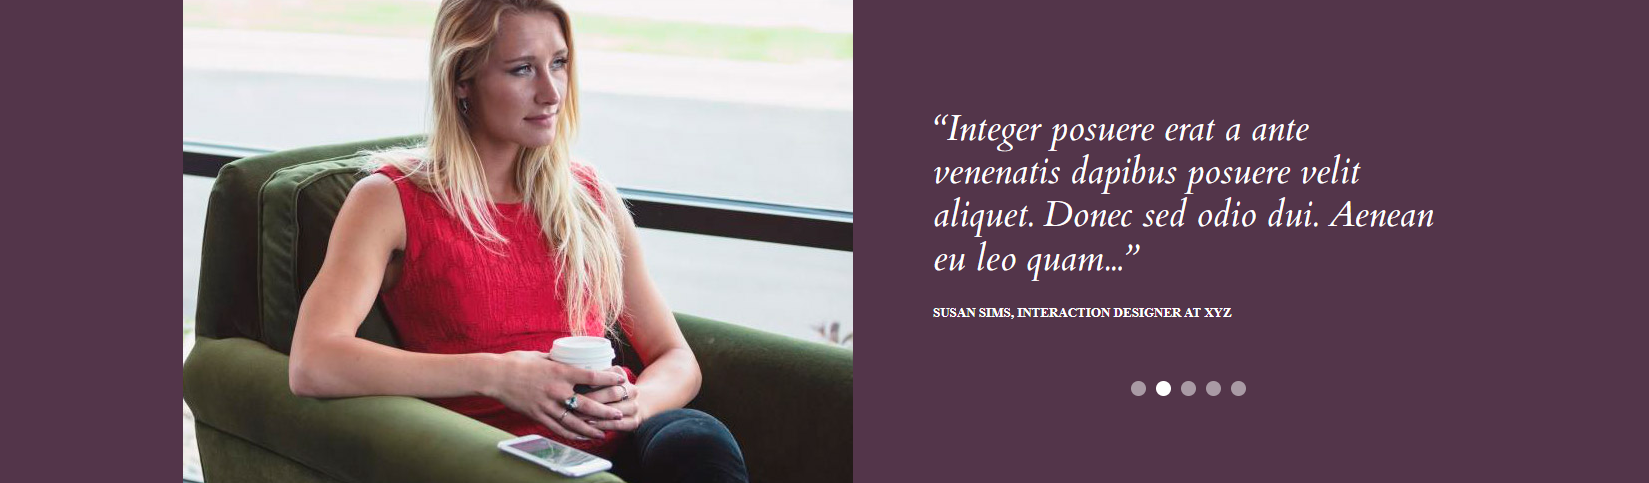 “Integer posuere erat a ante
venenatis dapibus posuere velit
aliquet. Donec sed odio dui. Aenean
eu leo quam...”
SUSAN SIMS, INTERACTION DESIGNER AT XYZ